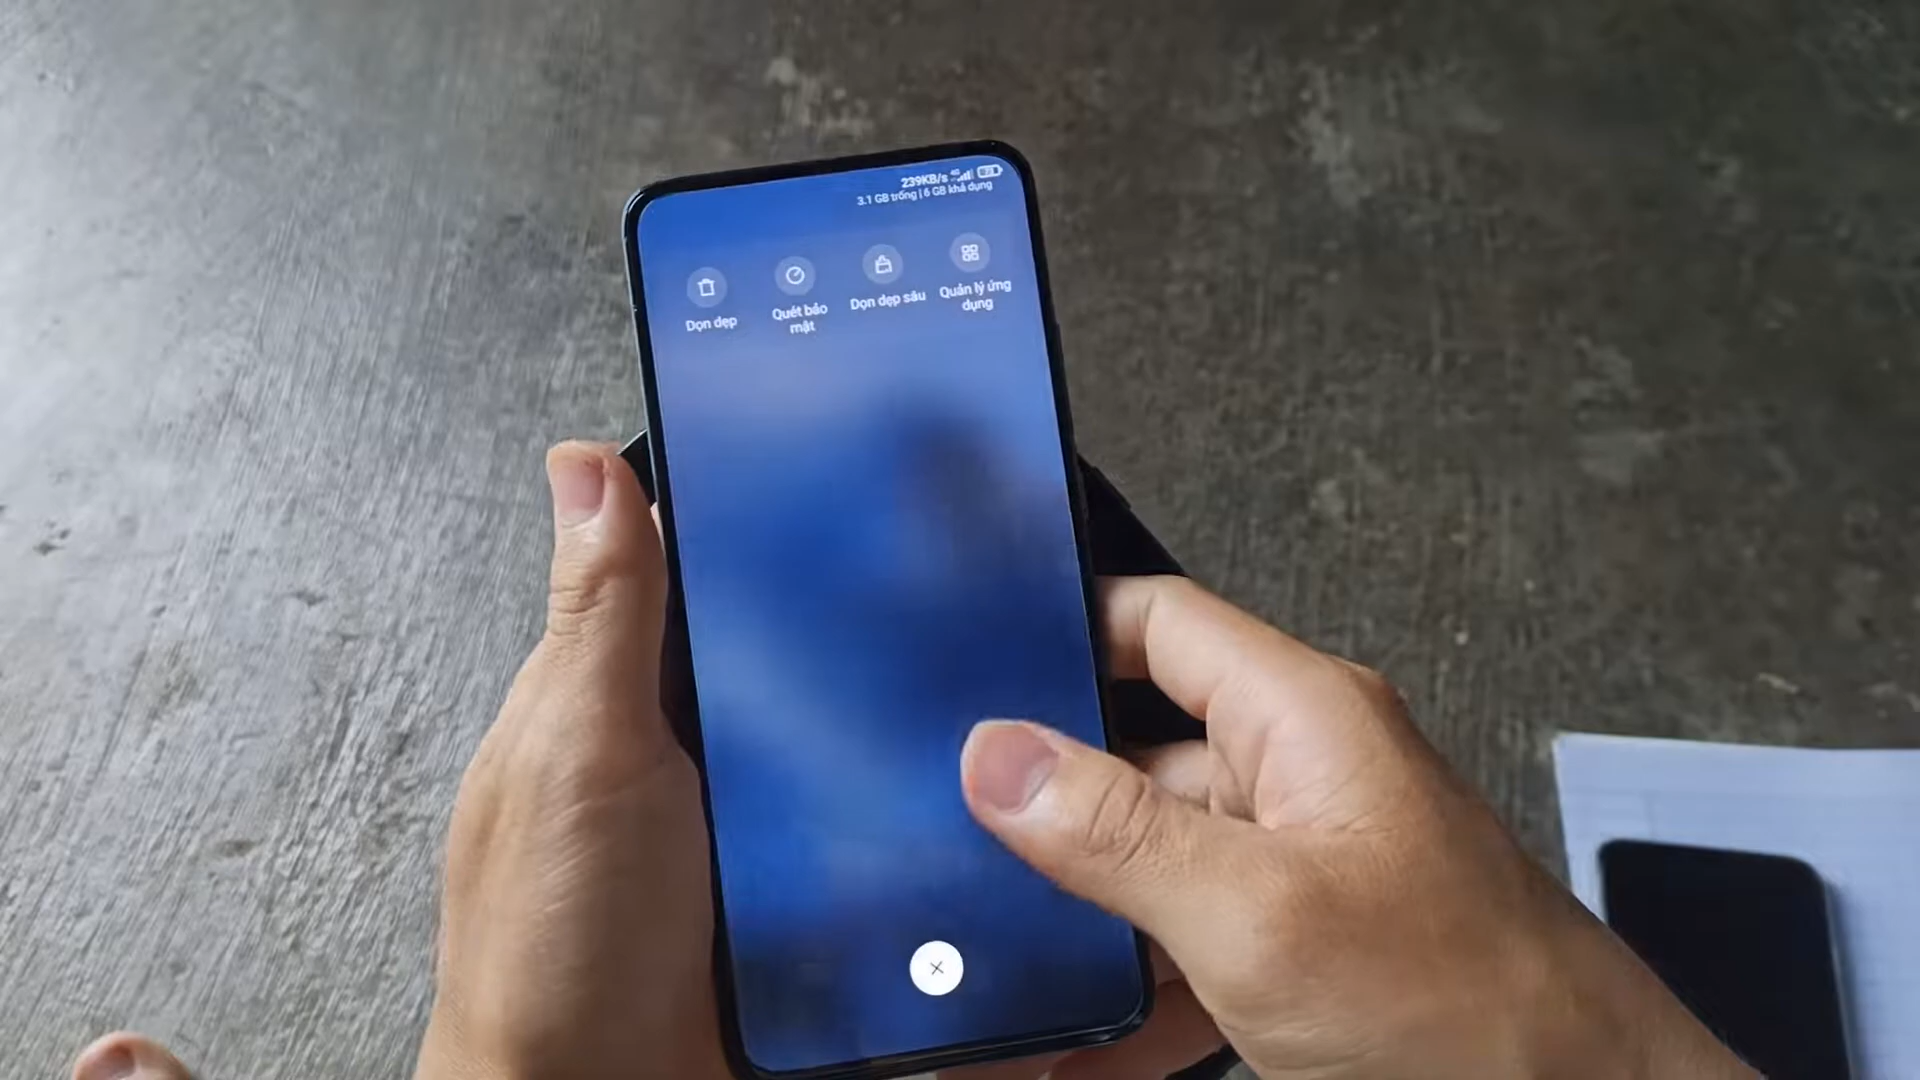 239KB/s 4G
3.1 GB trống | 6 GB khả dụng
Dọn dẹp
Quét bảo
mật
Dọn dẹp sâu
Quản lý ứng
dụng